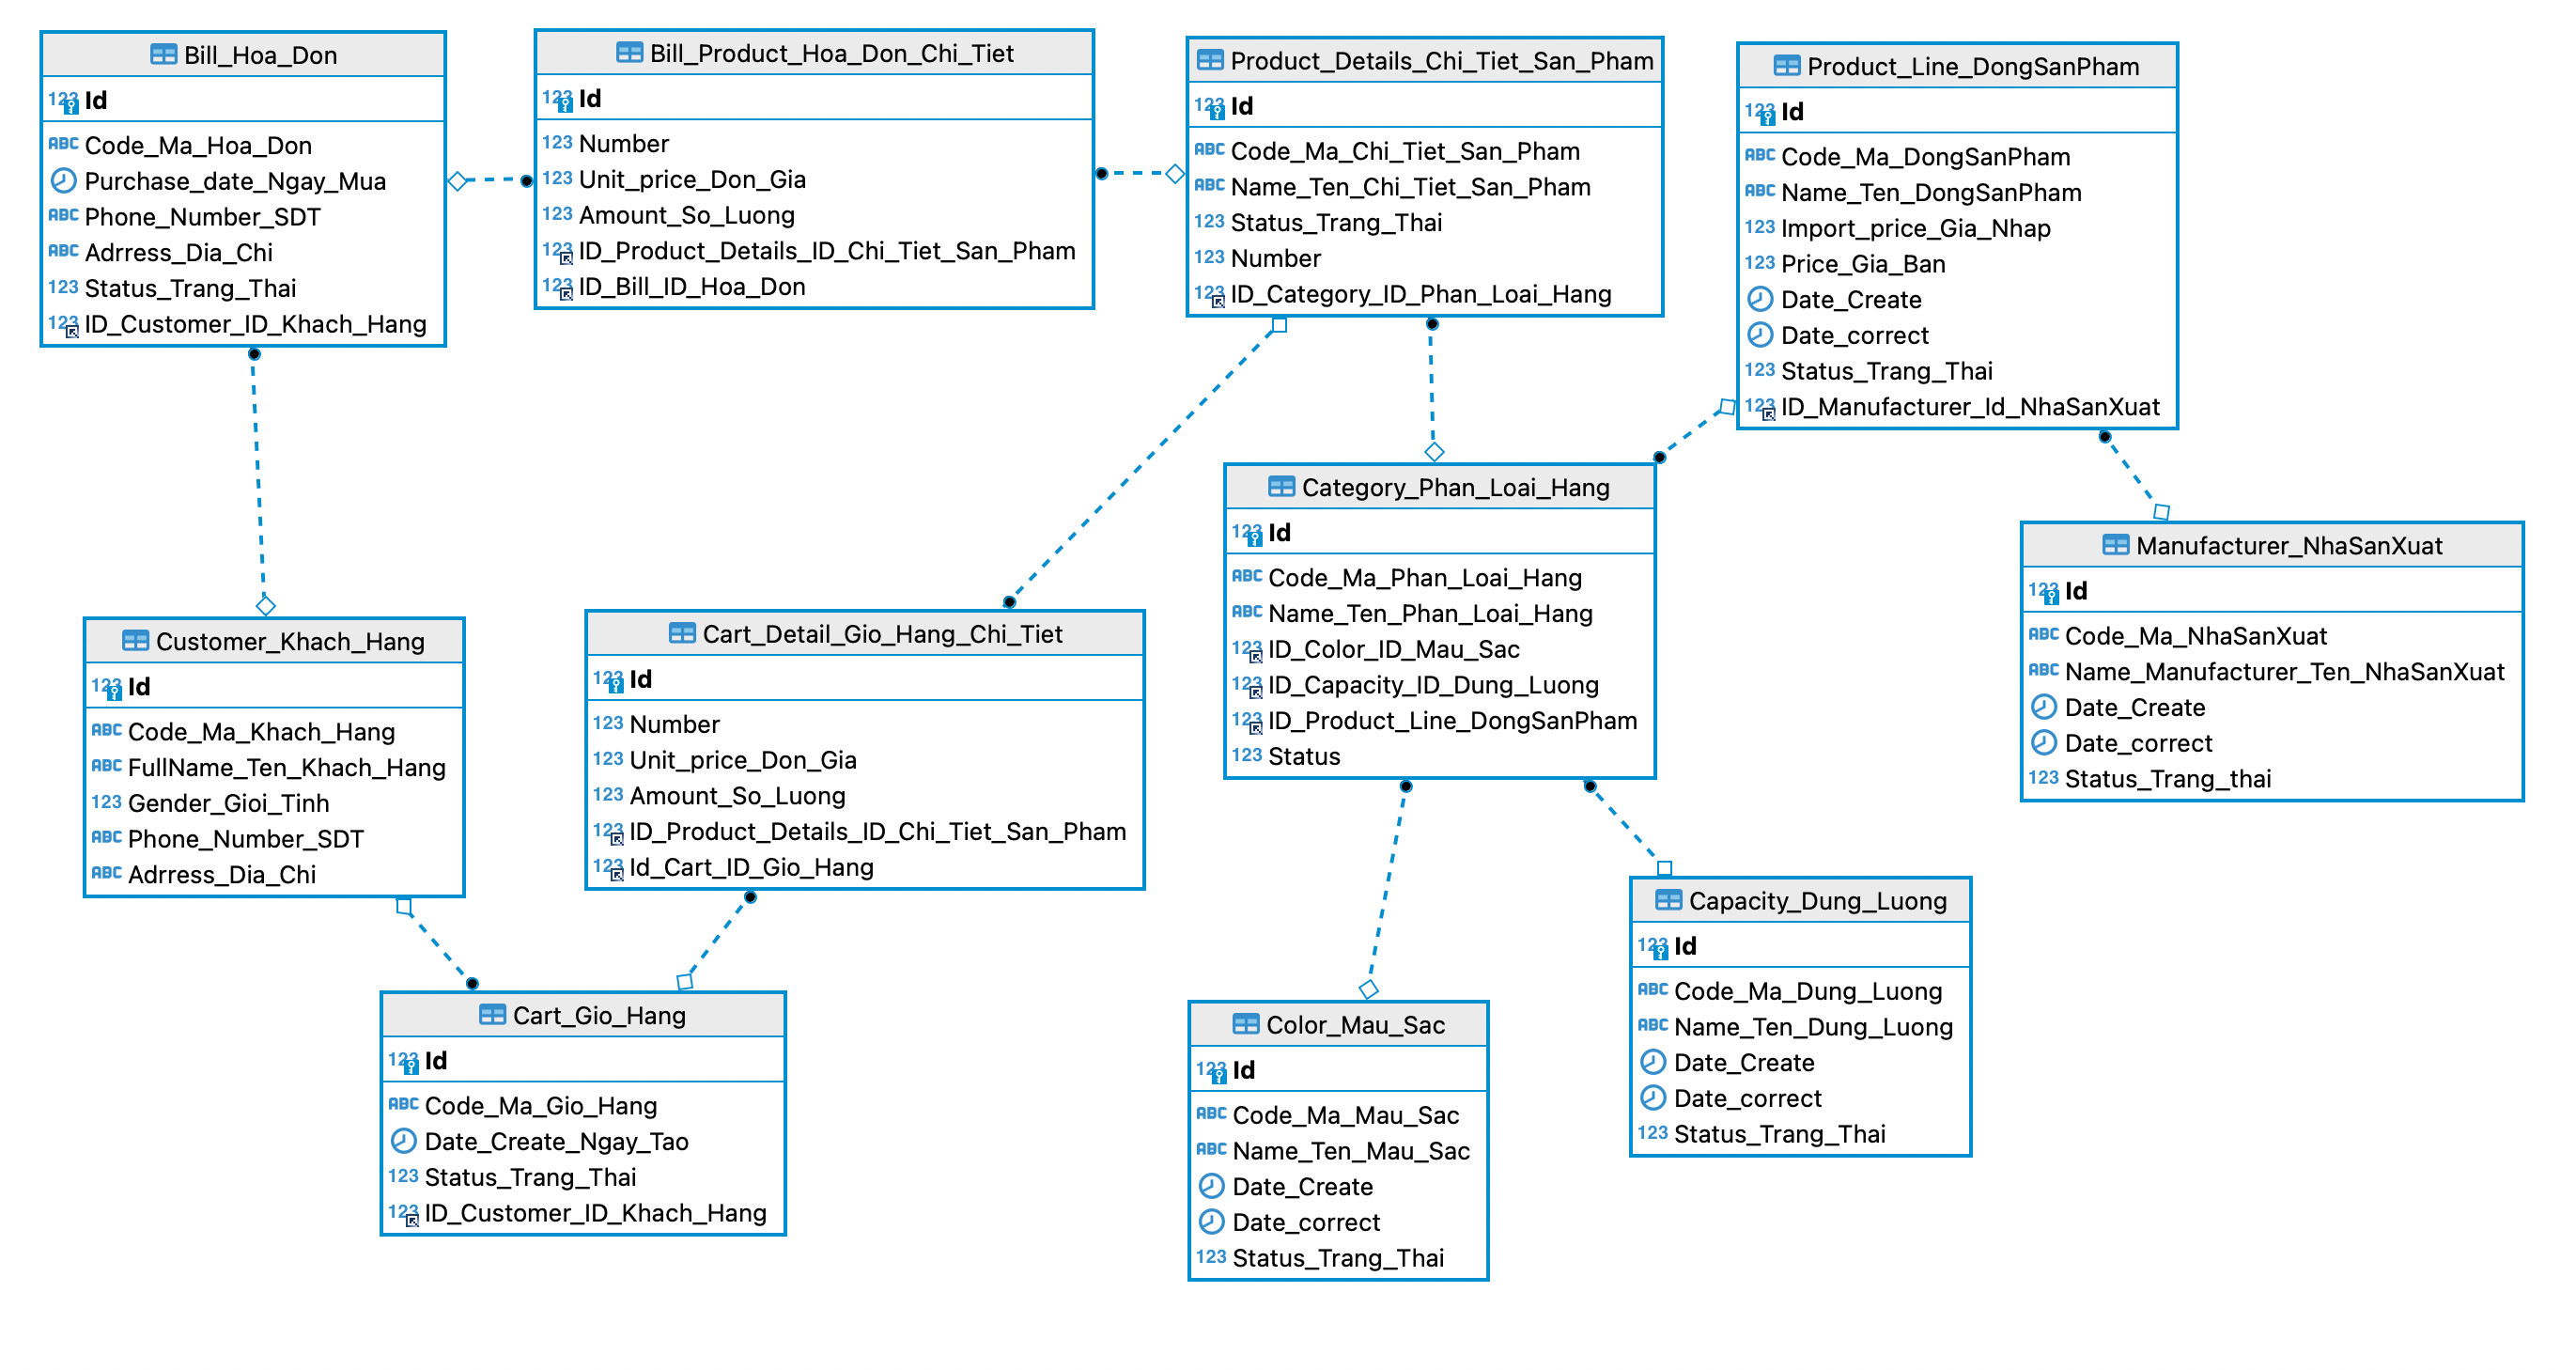 Bill_Hoa_Don
123 Id
ABC Code_Ma_Hoa_Don
Purchase_date_Ngay_Mua
ABC Phone_Number_SDT
ABC Adrress_Dia_Chi
123 Status_Trang_Thai
123 ID_Customer_ID_Khach_Hang
Bill_Product_Hoa_Don_Chi_Tiet
123 Id
123 Number
123 Unit_price_Don_Gia
123 Amount_So_Luong
123 ID_Product_Details_ID_Chi_Tiet_San_Pham
123 ID_Bill_ID_Hoa_Don
Product_Details_Chi_Tiet_San_Pham
123 Id
ABC Code_Ma_Chi_Tiet_San_Pham
ABC Name_Ten_Chi_Tiet_San_Pham
123 Status_Trang_Thai
123 Number
123 ID_Category_ID_Phan_Loai_Hang
Product_Line_DongSanPham
123 Id
ABC Code_Ma_DongSanPham
ABC Name_Ten_DongSanPham
123 Import_price_Gia_Nhap
123 Price_Gia_Ban
Date_Create
Date_correct
123 Status_Trang_Thai
123 ID_Manufacturer_Id_NhaSanXuat
Customer_Khach_Hang
123 Id
ABC Code_Ma_Khach_Hang
ABC FullName_Ten_Khach_Hang
123 Gender_Gioi_Tinh
ABC Phone_Number_SDT
ABC Adrress_Dia_Chi
Cart_Detail_Gio_Hang_Chi_Tiet
123 Id
123 Number
123 Unit_price_Don_Gia
123 Amount_So_Luong
123 ID_Product_Details_ID_Chi_Tiet_San_Pham
123 Id_Cart_ID_Gio_Hang
Category_Phan_Loai_Hang
123 Id
ABC Code_Ma_Phan_Loai_Hang
ABC Name_Ten_Phan_Loai_Hang
123 ID_Color_ID_Mau_Sac
123 ID_Capacity_ID_Dung_Luong
123 ID_Product_Line_DongSanPham
123 Status
Manufacturer_NhaSanXuat
123 Id
ABC Code_Ma_NhaSanXuat
ABC Name_Manufacturer_Ten_NhaSanXuat
Date_Create
Date_correct
123 Status_Trang_thai
Cart_Gio_Hang
123 Id
ABC Code_Ma_Gio_Hang
Date_Create_Ngay_Tao
123 Status_Trang_Thai
123 ID_Customer_ID_Khach_Hang
Color_Mau_Sac
123 Id
ABC Code_Ma_Mau_Sac
ABC Name_Ten_Mau_Sac
Date_Create
Date_correct
123 Status_Trang_Thai
Capacity_Dung_Luong
123 Id
ABC Code_Ma_Dung_Luong
ABC Name_Ten_Dung_Luong
Date_Create
Date_correct
123 Status_Trang_Thai